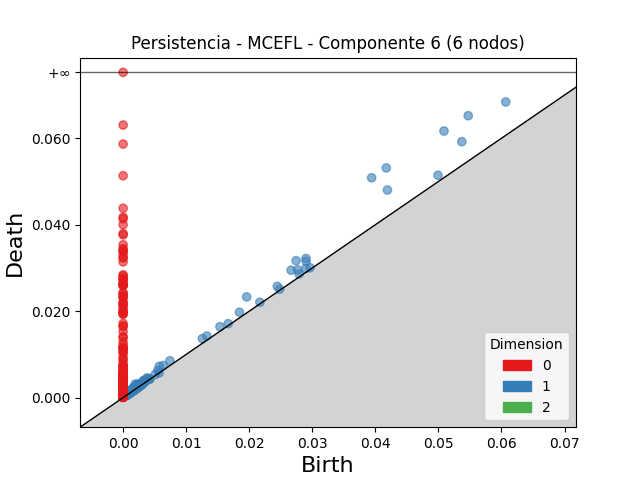 Persistencia - MCEFL - Componente 6 (6 nodos)
+∞
0.060
0.040
0.020
0.000
Death
Dimension
0
1
2
0.00 0.01 0.02 0.03 0.04 0.05 0.06 0.07
Birth